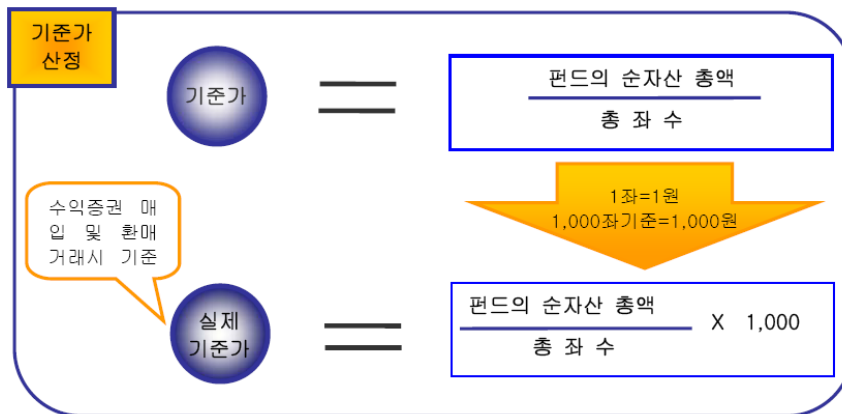 기준가
산정
기준가
펀드의 순자산 총액
총 좌 수
1좌=1원
1,000좌기준=1,000원
수익증권 매
입 및 환매
거래시 기준
실제
기준가
펀드의 순자산 총액
총 좌 수
X 1,000